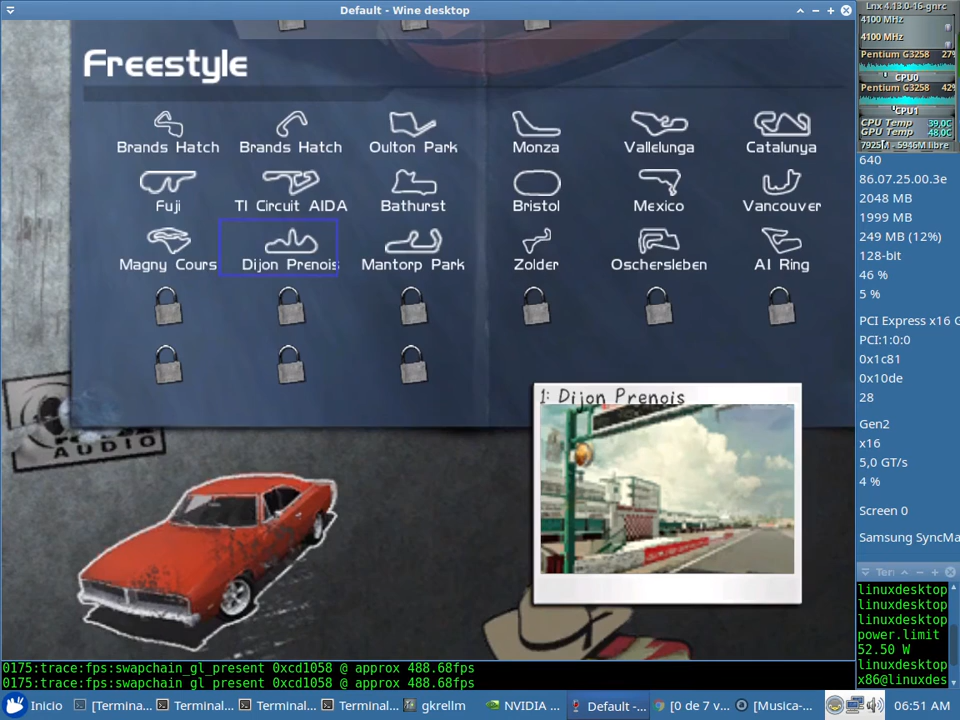 Default - Wine desktop
Freestyle
Brands Hatch
Brands Hatch
Oulton Park
Monza
Vallelunga
Catalunya
Fuji
TI Circuit AIDA
Bathurst
Bristol
Mexico
Vancouver
Magny Cours
Dijon Prenois
Mantorp Park
Zolder
Oschersleben
A1 Ring
1: Dijon Prenois
AUDIO
Lnx 4.13.0-16-gnrc
4100 MHz
4100 MHz
Pentium G3258 27%
CPU0
Pentium G3258 42%
CPU1
CPU Temp 39.0C
GPU Temp 48.0C
7925M - 5946M libre
640
86.07.25.00.3e
2048 MB
1999 MB
249 MB (12%)
128-bit
46 %
5 %
PCI Express x16 G
PCI:1:0:0
0x1c81
0x10de
28
Gen2
x16
5,0 GT/s
4 %
Screen 0
Samsung SyncMa
Ter
linuxdesktop
linuxdesktop
linuxdesktop
power.limit
52.50 W
linuxdesktop
x86@linuxdes
0175:trace:fps:swapchain_gl_present 0xcd1058 @ approx 488.68fps
0175:trace:fps:swapchain_gl_present 0xcd1058 @ approx 488.68fps
Inicio
[Termina...
Terminal...
Terminal...
Terminal...
gkrellm
NVIDIA ...
Default -...
[0 de 7 v...
[Musica-...
06:51 AM